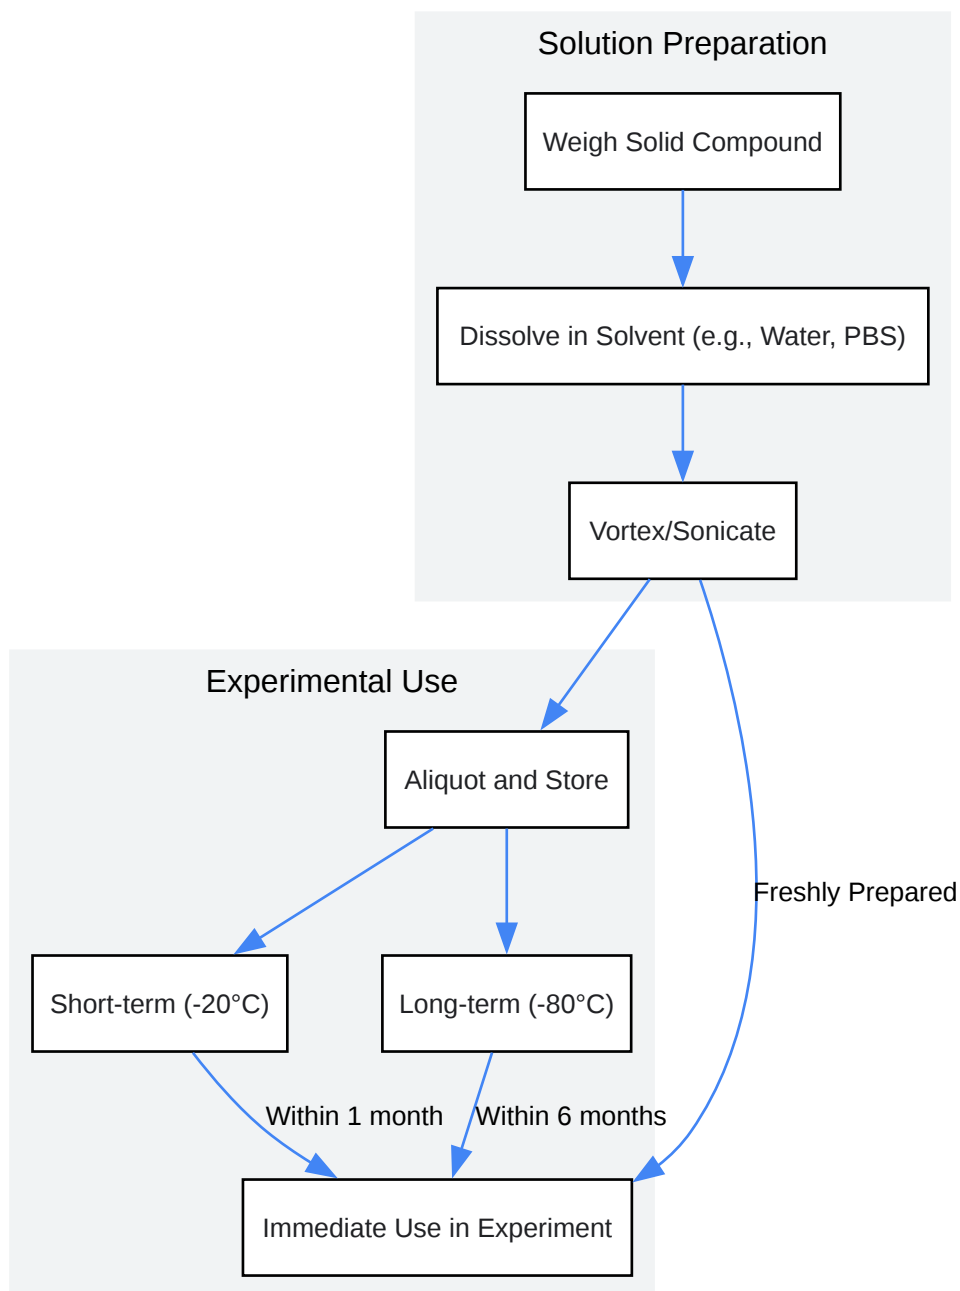 Solution Preparation
Weigh Solid Compound
Dissolve in Solvent (e.g., Water, PBS)
Vortex/Sonicate
Experimental Use
Aliquot and Store
Freshly Prepared
Short-term (-20°C)
Long-term (-80°C)
Within 1 month
Within 6 months
Immediate Use in Experiment